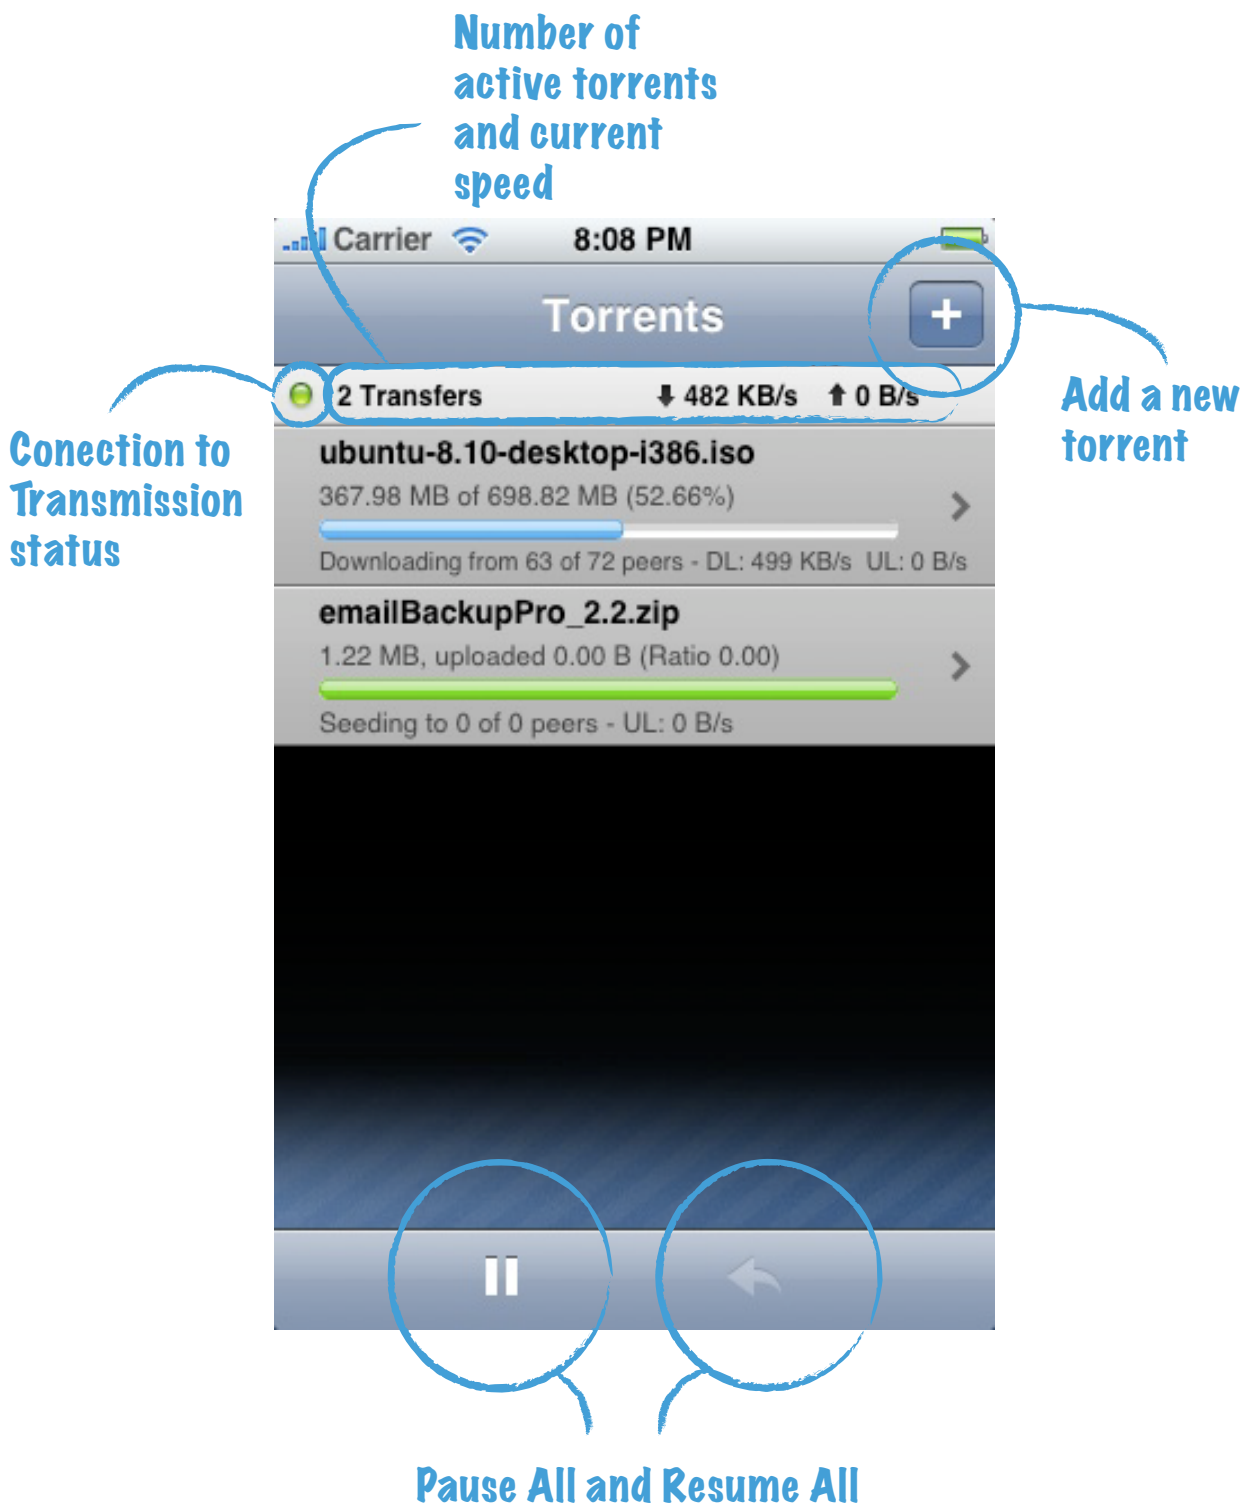 Number of
active torrents
and current
speed
Carrier 8:08 PM
Torrents
+
2 Transfers 482 KB/s 0 B/s
Add a new
torrent
Conection to
Transmission
status
ubuntu-8.10-desktop-i386.iso
367.98 MB of 698.82 MB (52.66%)
Downloading from 63 of 72 peers - DL: 499 KB/s UL: 0 B/s
emailBackupPro_2.2.zip
1.22 MB, uploaded 0.00 B (Ratio 0.00)
Seeding to 0 of 0 peers - UL: 0 B/s
Pause All and Resume All